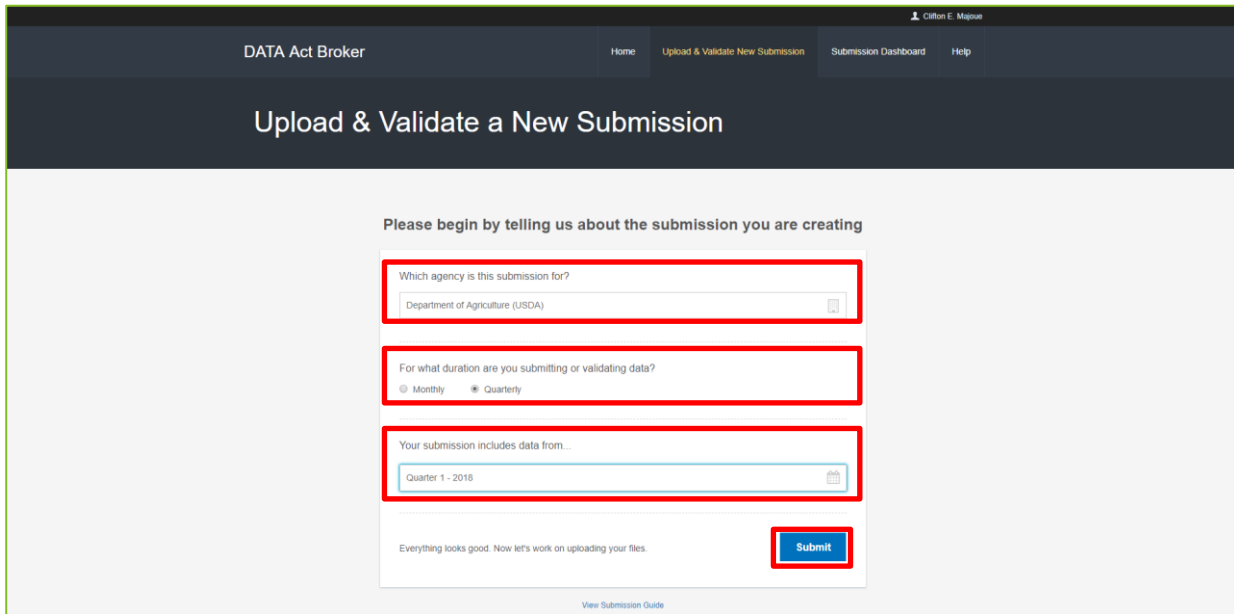 Clifton E. Majoue
DATA Act Broker
Home
Upload & Validate New Submission
Submission Dashboard
Help
Upload & Validate a New Submission
Please begin by telling us about the submission you are creating
Which agency is this submission for?
Department of Agriculture (USDA)
For what duration are you submitting or validating data?
Monthly
Quarterly
Your submission includes data from...
Quarter 1 - 2018
Everything looks good. Now let's work on uploading your files.
Submit
View Submission Guide